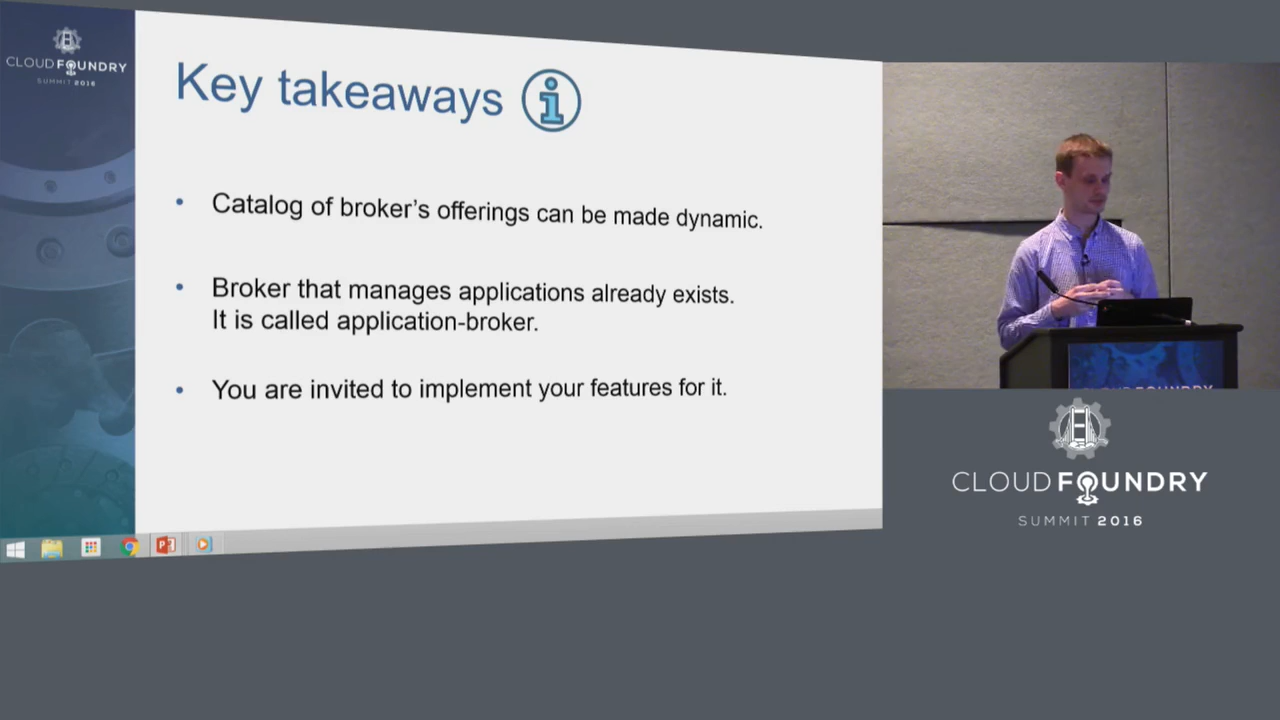 CLOUD FOUNDRY
SUMMIT 2016
Key takeaways
• Catalog of broker's offerings can be made dynamic.
• Broker that manages applications already exists.
It is called application-broker.
• You are invited to implement your features for it.
CLOUD FOUNDRY
CLOUD FOUNDRY
SUMMIT 2016